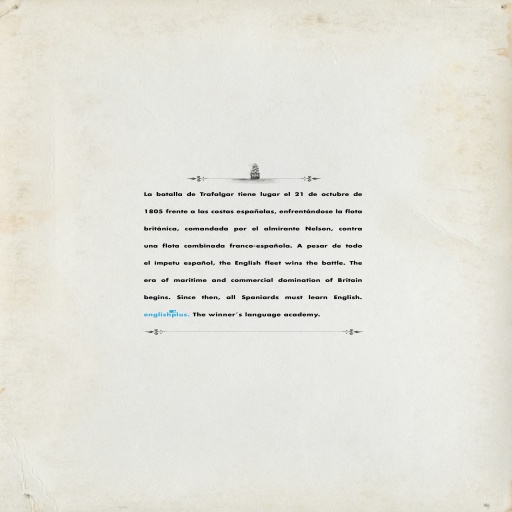 La batalla de Trafalgar tiene lugar el 21 de octubre de
1805 frente a las costas españolas, enfrentándose la flota
británica, comandada por el almirante Nelson, contra
una flota combinada franco-española. A pesar de todo
el ímpetu español, the English fleet wins the battle. The
era of maritime and commercial domination of Britain
begins. Since then, all Spaniards must learn English.
englishplus. The winner's language academy.